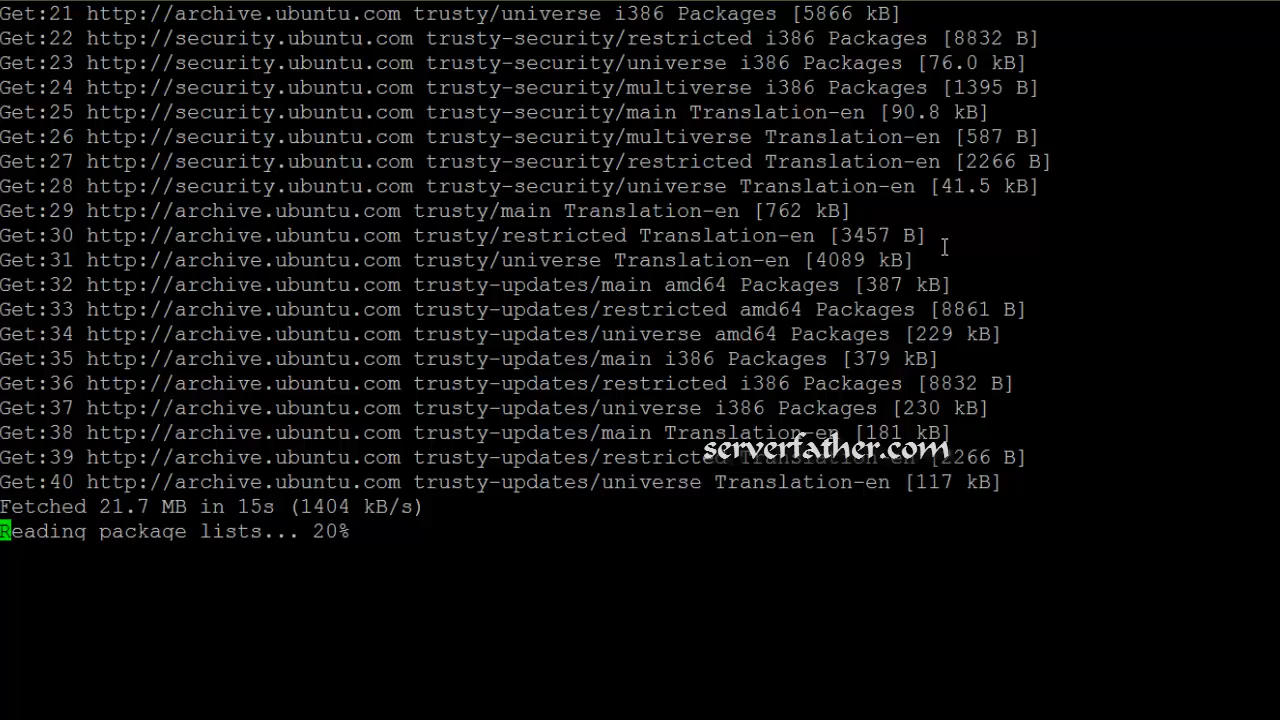 Get:21 http://archive.ubuntu.com trusty/universe i386 Packages [5866 kB]
Get:22 http://security.ubuntu.com trusty-security/restricted i386 Packages [8832 B]
Get:23 http://security.ubuntu.com trusty-security/universe i386 Packages [76.0 kB]
Get:24 http://security.ubuntu.com trusty-security/multiverse i386 Packages [1395 B]
Get:25 http://security.ubuntu.com trusty-security/main Translation-en [90.8 kB]
Get:26 http://security.ubuntu.com trusty-security/multiverse Translation-en [587 B]
Get:27 http://security.ubuntu.com trusty-security/restricted Translation-en [2266 B]
Get:28 http://security.ubuntu.com trusty-security/universe Translation-en [41.5 kB]
Get:29 http://archive.ubuntu.com trusty/main Translation-en [762 kB]
Get:30 http://archive.ubuntu.com trusty/restricted Translation-en [3457 B]
Get:31 http://archive.ubuntu.com trusty/universe Translation-en [4089 kB]
Get:32 http://archive.ubuntu.com trusty-updates/main amd64 Packages [387 kB]
Get:33 http://archive.ubuntu.com trusty-updates/restricted amd64 Packages [8861 B]
Get:34 http://archive.ubuntu.com trusty-updates/universe amd64 Packages [229 kB]
Get:35 http://archive.ubuntu.com trusty-updates/main i386 Packages [379 kB]
Get:36 http://archive.ubuntu.com trusty-updates/restricted i386 Packages [8832 B]
Get:37 http://archive.ubuntu.com trusty-updates/universe i386 Packages [230 kB]
Get:38 http://archive.ubuntu.com trusty-updates/main Translation-en [181 kB]
serverfather.com
Get:39 http://archive.ubuntu.com trusty-updates/restricted Translation-en [2266 B]
Get:40 http://archive.ubuntu.com trusty-updates/universe Translation-en [117 kB]
Fetched 21.7 MB in 15s (1404 kB/s)
Reading package lists... 20%